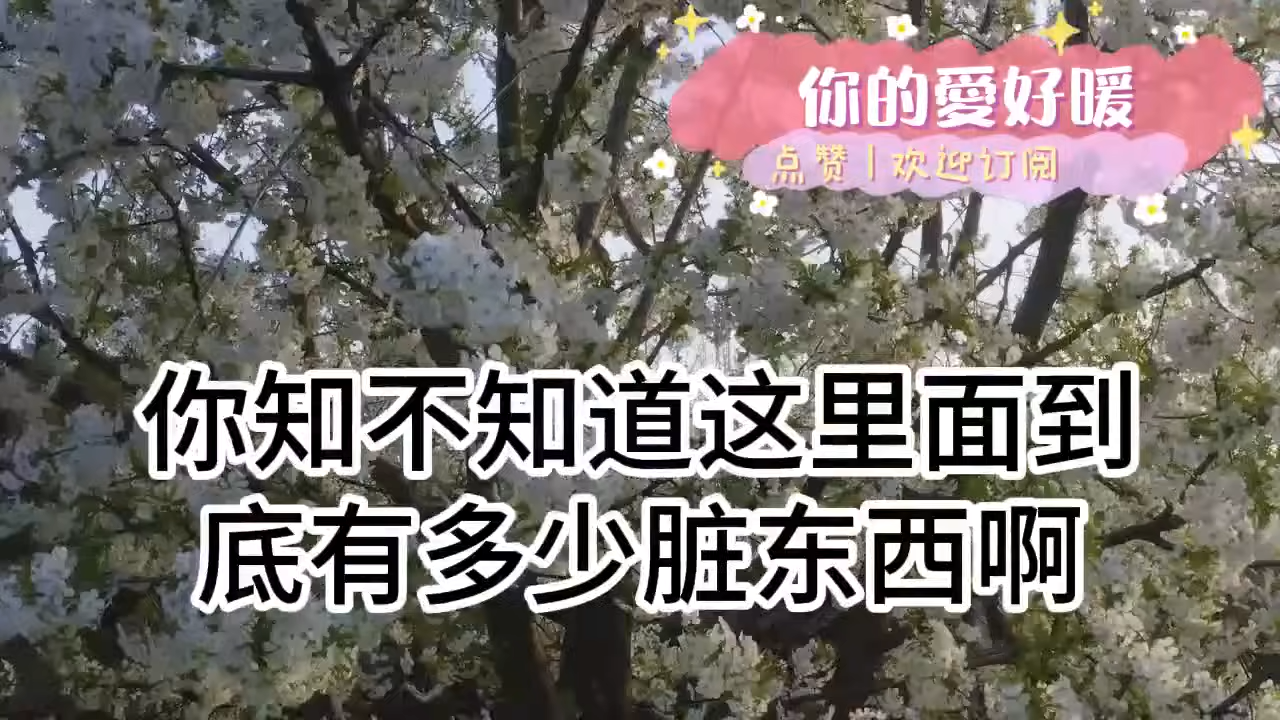 你的愛好暖
点赞|欢迎订阅
你知不知道这里面到
底有多少脏东西啊